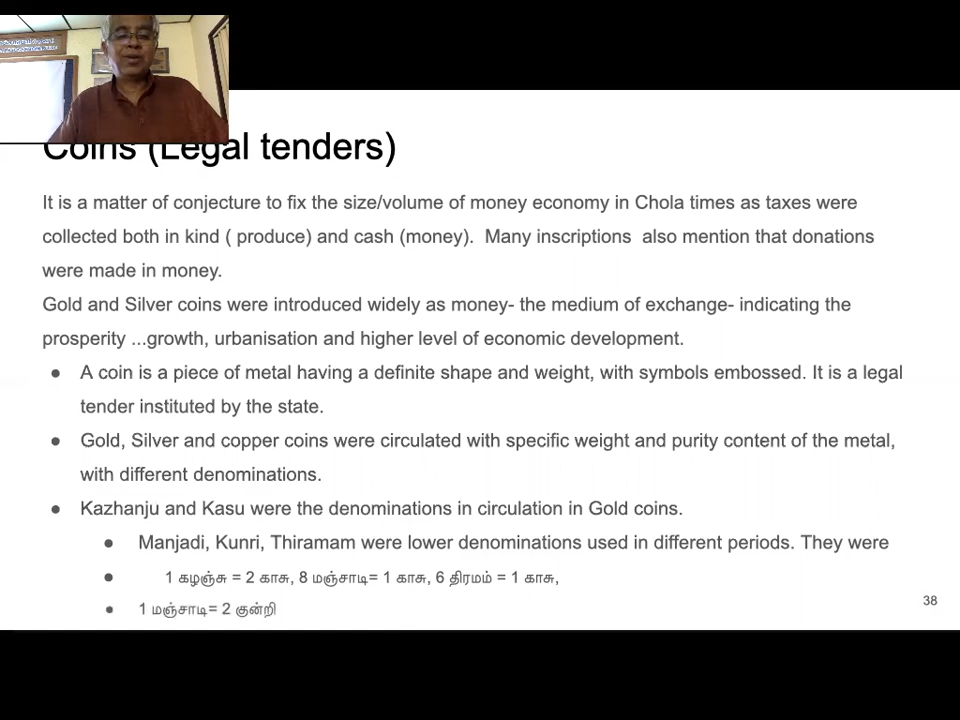 Coins (Legal tenders)
It is a matter of conjecture to fix the size/volume of money economy in Chola times as taxes were
collected both in kind ( produce) and cash (money). Many inscriptions also mention that donations
were made in money.
Gold and Silver coins were introduced widely as money- the medium of exchange- indicating the
prosperity ...growth, urbanisation and higher level of economic development.
● A coin is a piece of metal having a definite shape and weight, with symbols embossed. It is a legal
tender instituted by the state.
● Gold, Silver and copper coins were circulated with specific weight and purity content of the metal,
with different denominations.
● Kazhanju and Kasu were the denominations in circulation in Gold coins.
● Manjadi, Kunri, Thiramam were lower denominations used in different periods. They were
● 1 கழஞ்சு = 2 காசு, 8 மஞ்சாடி= 1 காசு, 6 திரமம் = 1 காசு,
● 1 மஞ்சாடி= 2 குன்றி
38